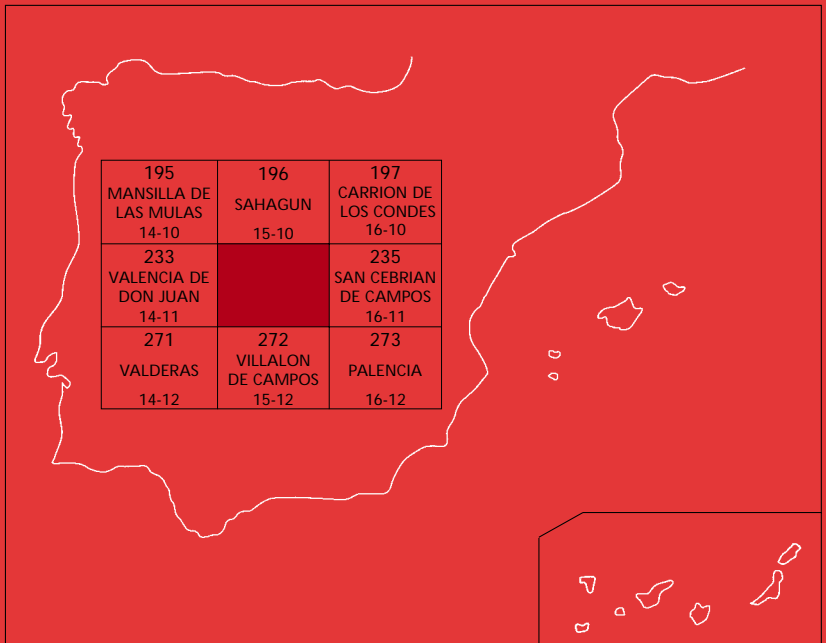 195
MANSILLA DE
LAS MULAS
14-10
196
SAHAGUN
15-10
197
CARRION DE
LOS CONDES
16-10
233
VALENCIA DE
DON JUAN
14-11
235
SAN CEBRIAN
DE CAMPOS
16-11
271
VALDERAS
14-12
272
VILLALON
DE CAMPOS
15-12
273
PALENCIA
16-12